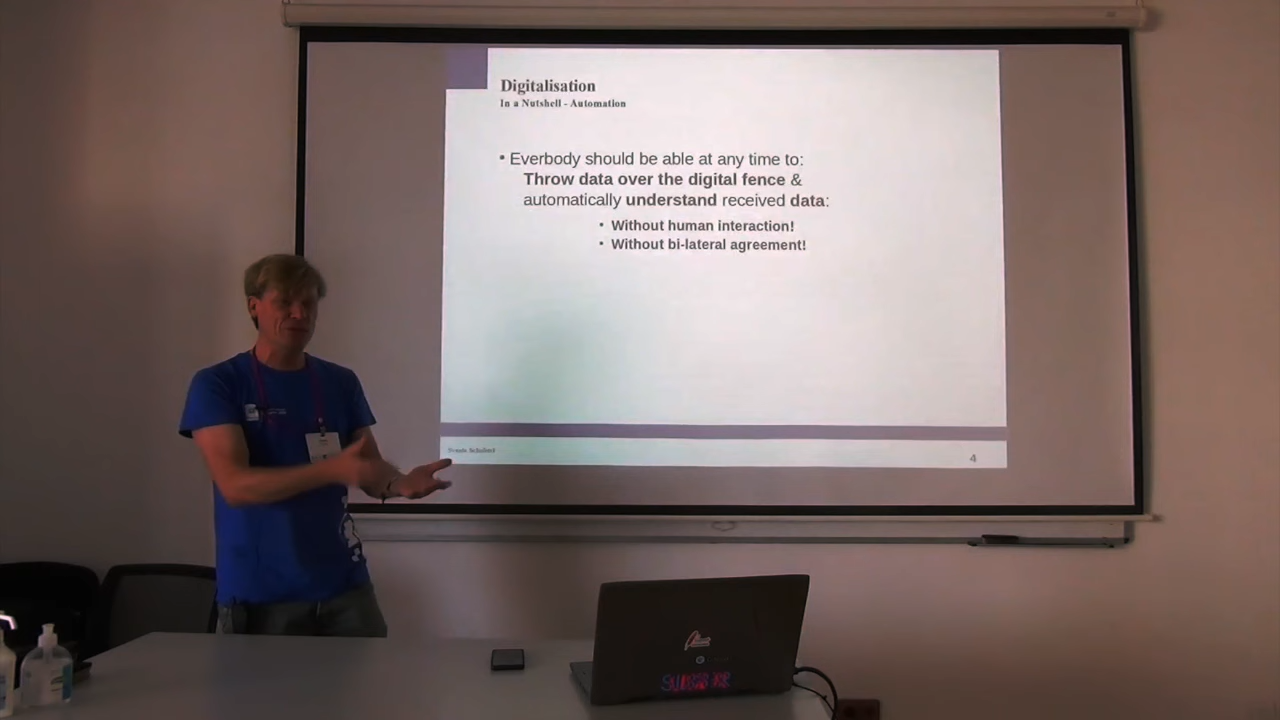 Digitalisation
In a Nutshell - Automation
• Everbody should be able at any time to:
Throw data over the digital fence &
automatically understand received data:
• Without human interaction!
• Without bi-lateral agreement!
4